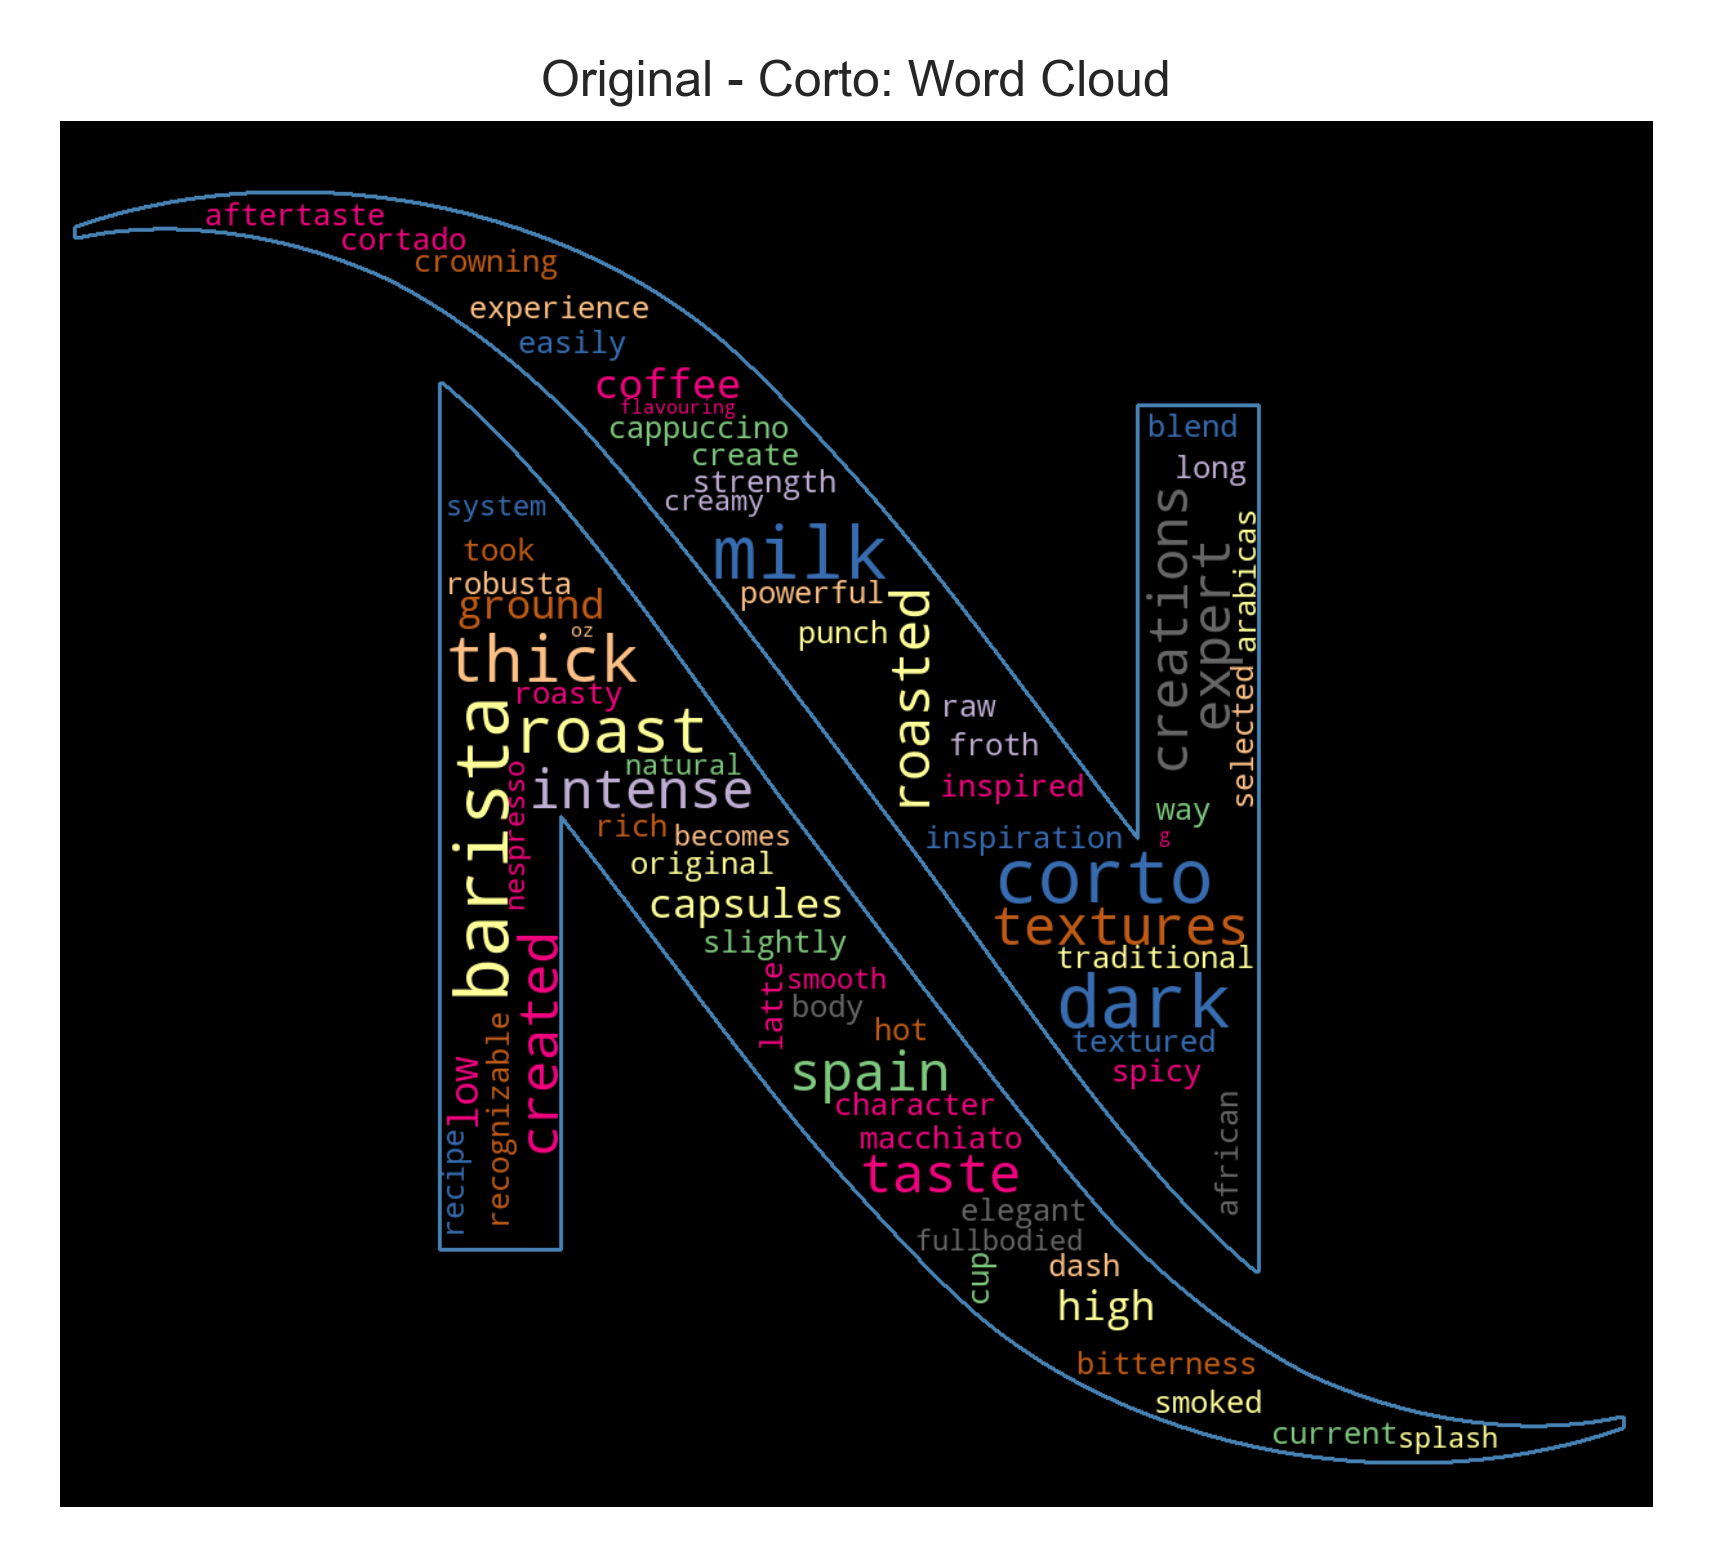 Original - Corto: Word Cloud
aftertaste
cortado
crowning
experience
easily
coffee
flavouring
cappuccino
create
strength
creamy
milk
powerful
punch
roasted
raw
froth
inspired
inspiration
blend
long
creations
expert
arabicas
selected
way
g
corto
textures
traditional
dark
textured
spicy
african
system
took
robusta
ground
oz
thick
roasty
roast
barista
natural
nespresso
intense
rich
becomes
original
capsules
slightly
created
latte
smooth
body
hot
low
recognizable
recipe
spain
character
macchiato
taste
elegant
fullbodied
cup
dash
high
bitterness
smoked
current
splash